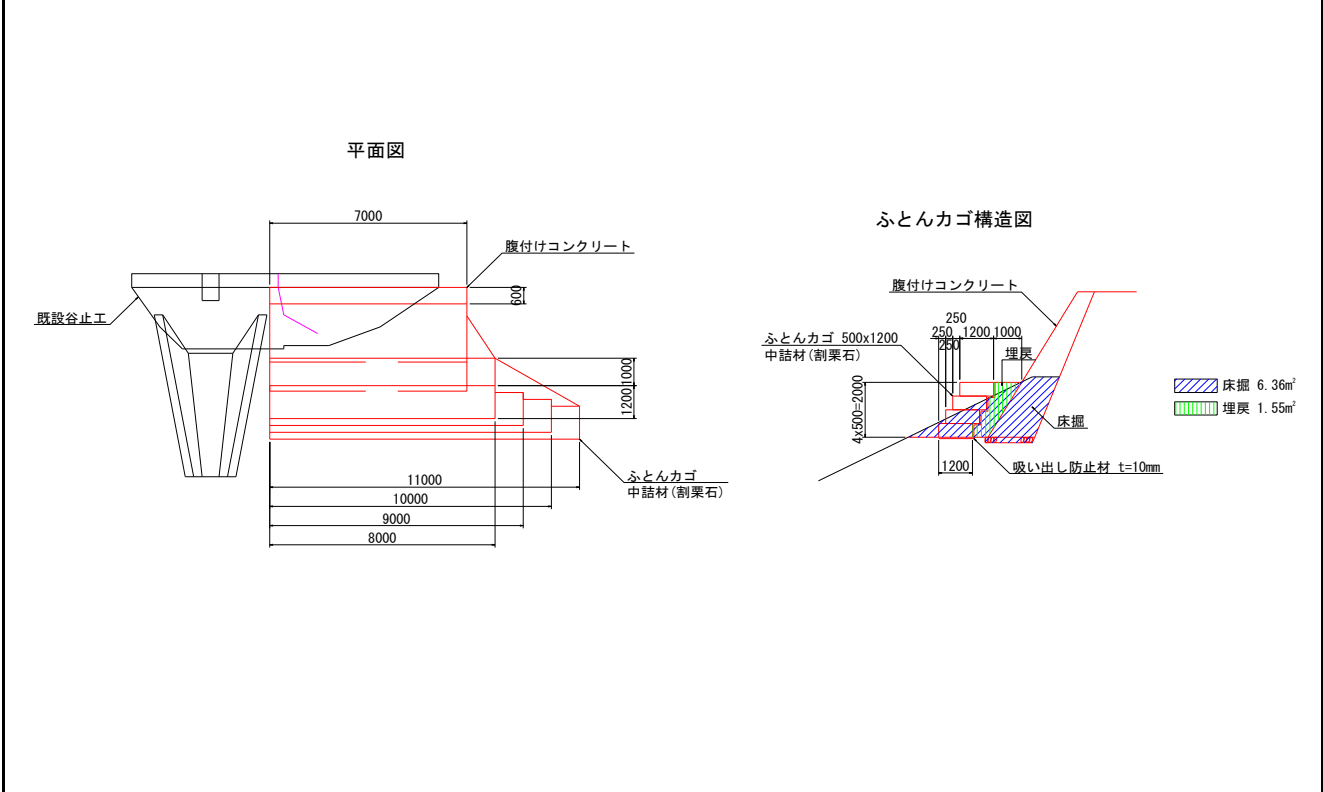 平面図
7000
腹付けコンクリート
600
既設谷止工
1000
1200
11000
10000
9000
8000
ふとんカゴ
中詰材(割栗石)
ふとんカゴ構造図
腹付けコンクリート
250
250
1200
1000
250
ふとんカゴ 500x1200
中詰材(割栗石)
埋戻
4x500=2000
床掘
1200
吸い出し防止材 t=10mm
床掘 6.36m²
埋戻 1.55m²